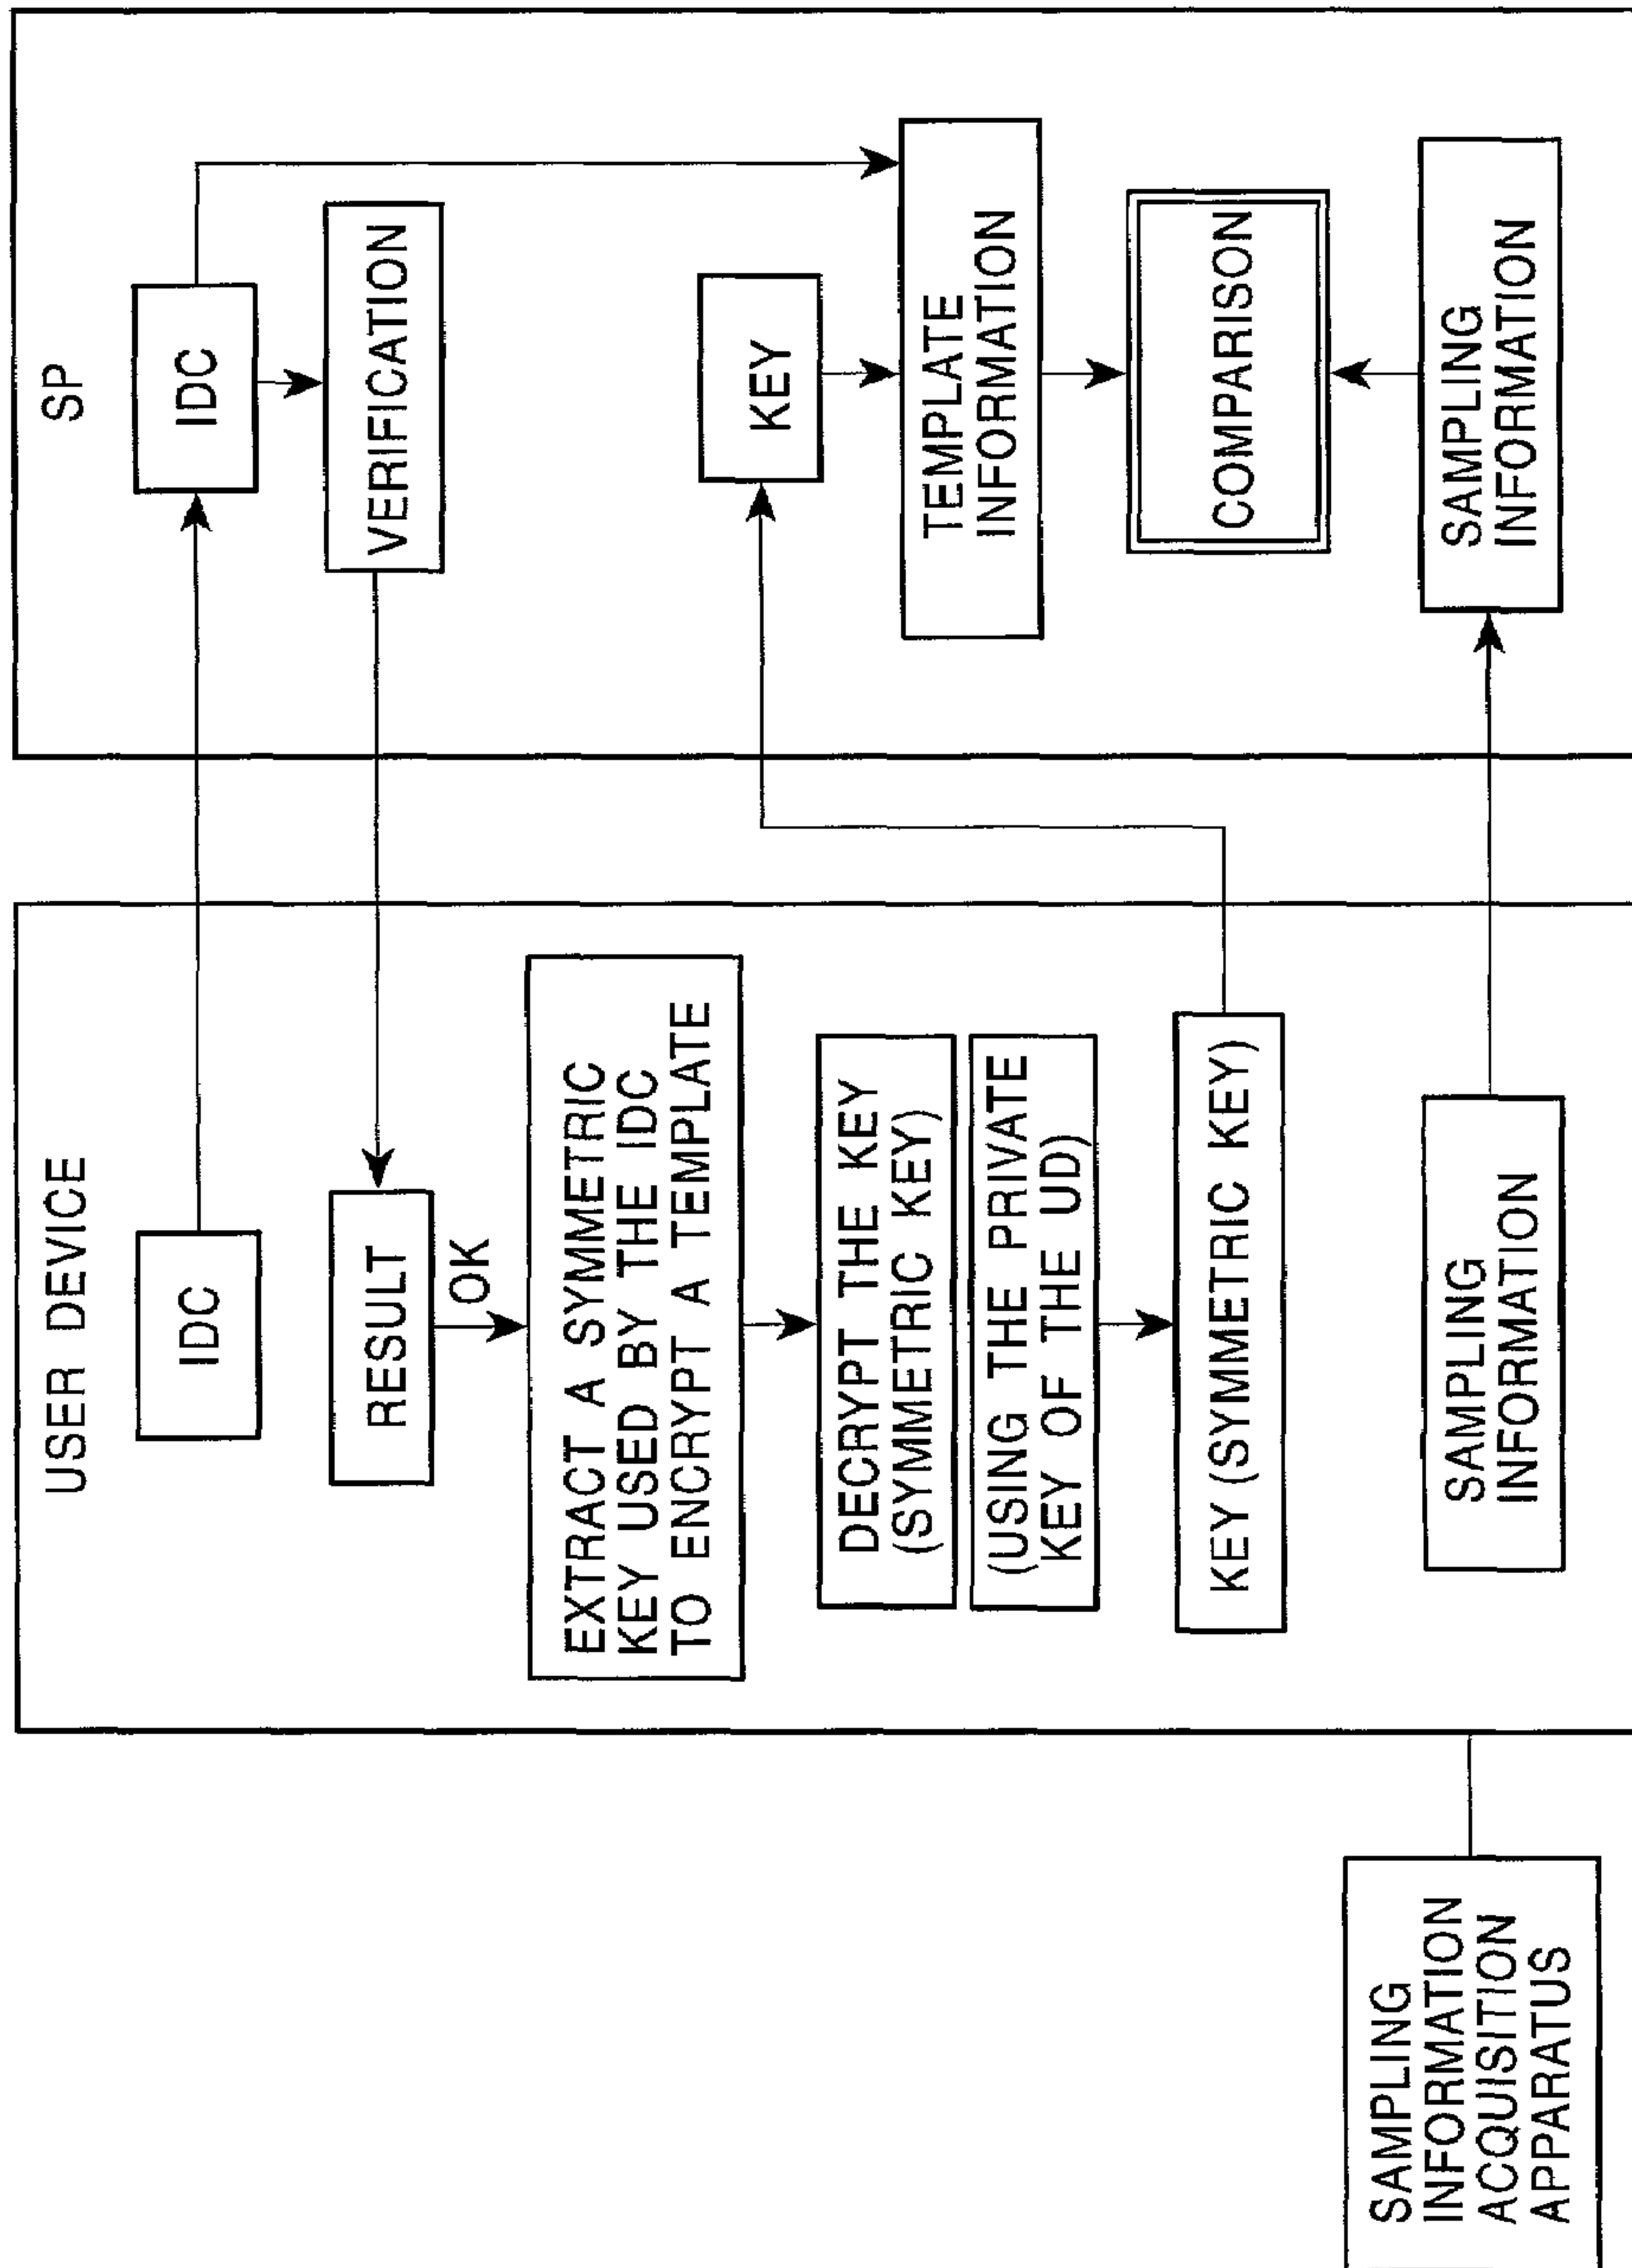 SAMPLING
INFORMATION
ACQUISITION
APPARATUS
USER DEVICE
IDC
RESULT
OK
EXTRACT A SYMMETRIC
KEY USED BY THE IDC
TO ENCRYPT A TEMPLATE
DECRYPT THE KEY
(SYMMETRIC KEY)
(USING THE PRIVATE
KEY OF THE UD)
KEY (SYMMETRIC KEY)
SAMPLING
INFORMATION
SP
IDC
VERIFICATION
KEY
TEMPLATE
INFORMATION
COMPARISON
SAMPLING
INFORMATION